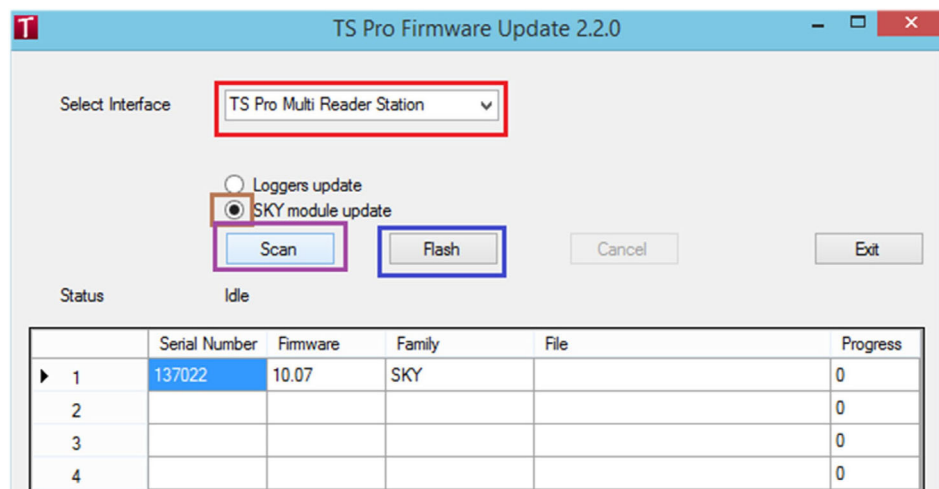 T TS Pro Firmware Update 2.2.0
Select Interface TS Pro Multi Reader Station
Loggers update
SKY module update
Scan Flash Cancel Exit
Status Idle
Serial Number Firmware Family File Progress
1 137022 10.07 SKY 0
2 0
3 0
4 0